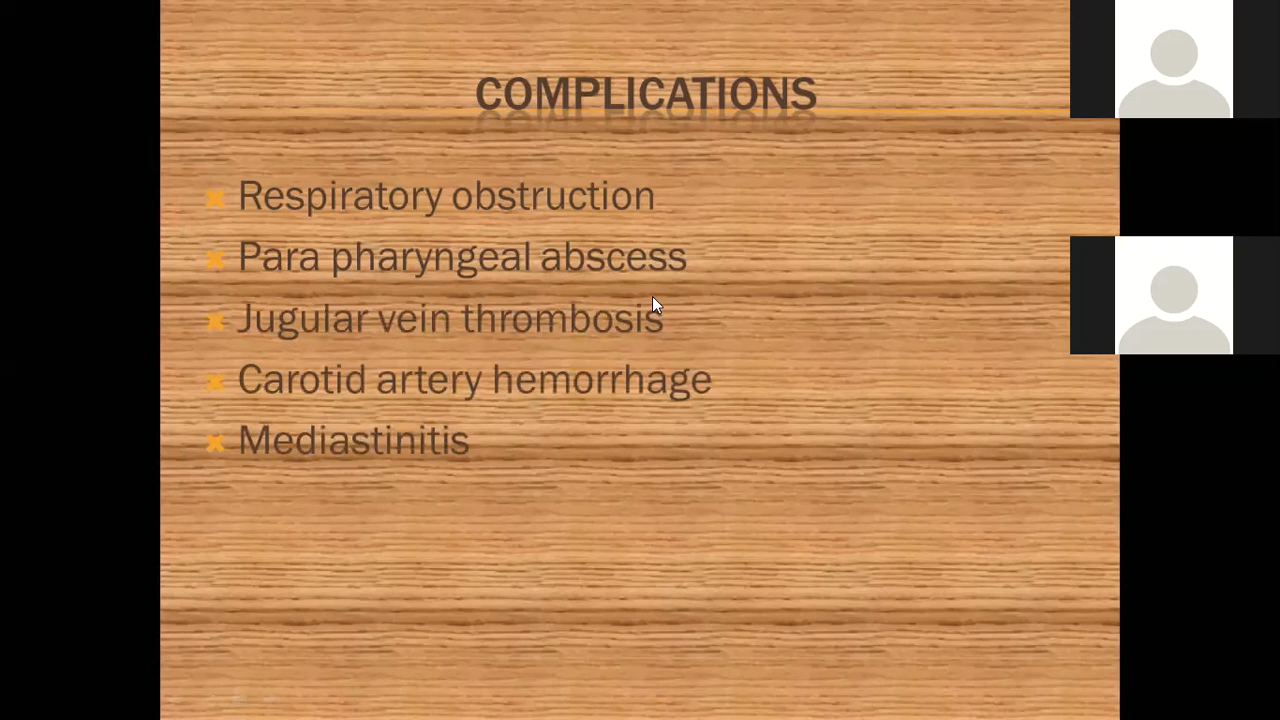 COMPLICATIONS
Respiratory obstruction
Para pharyngeal abscess
Jugular vein thrombosis
Carotid artery hemorrhage
Mediastinitis